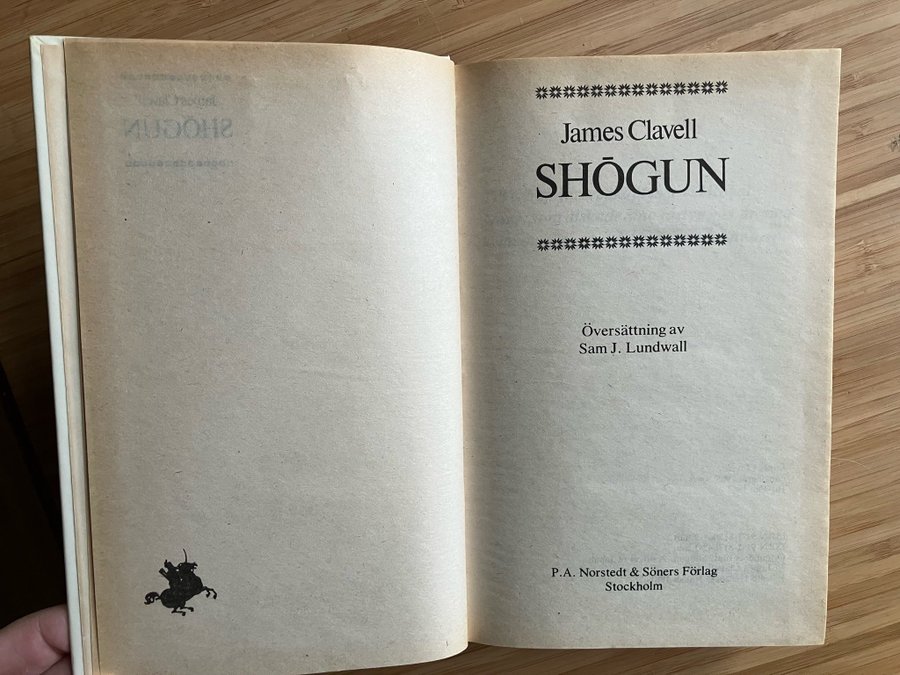 James Clavell
SHŌGUN
Översättning av
Sam J. Lundwall
P.A. Norstedt & Söners Förlag
Stockholm